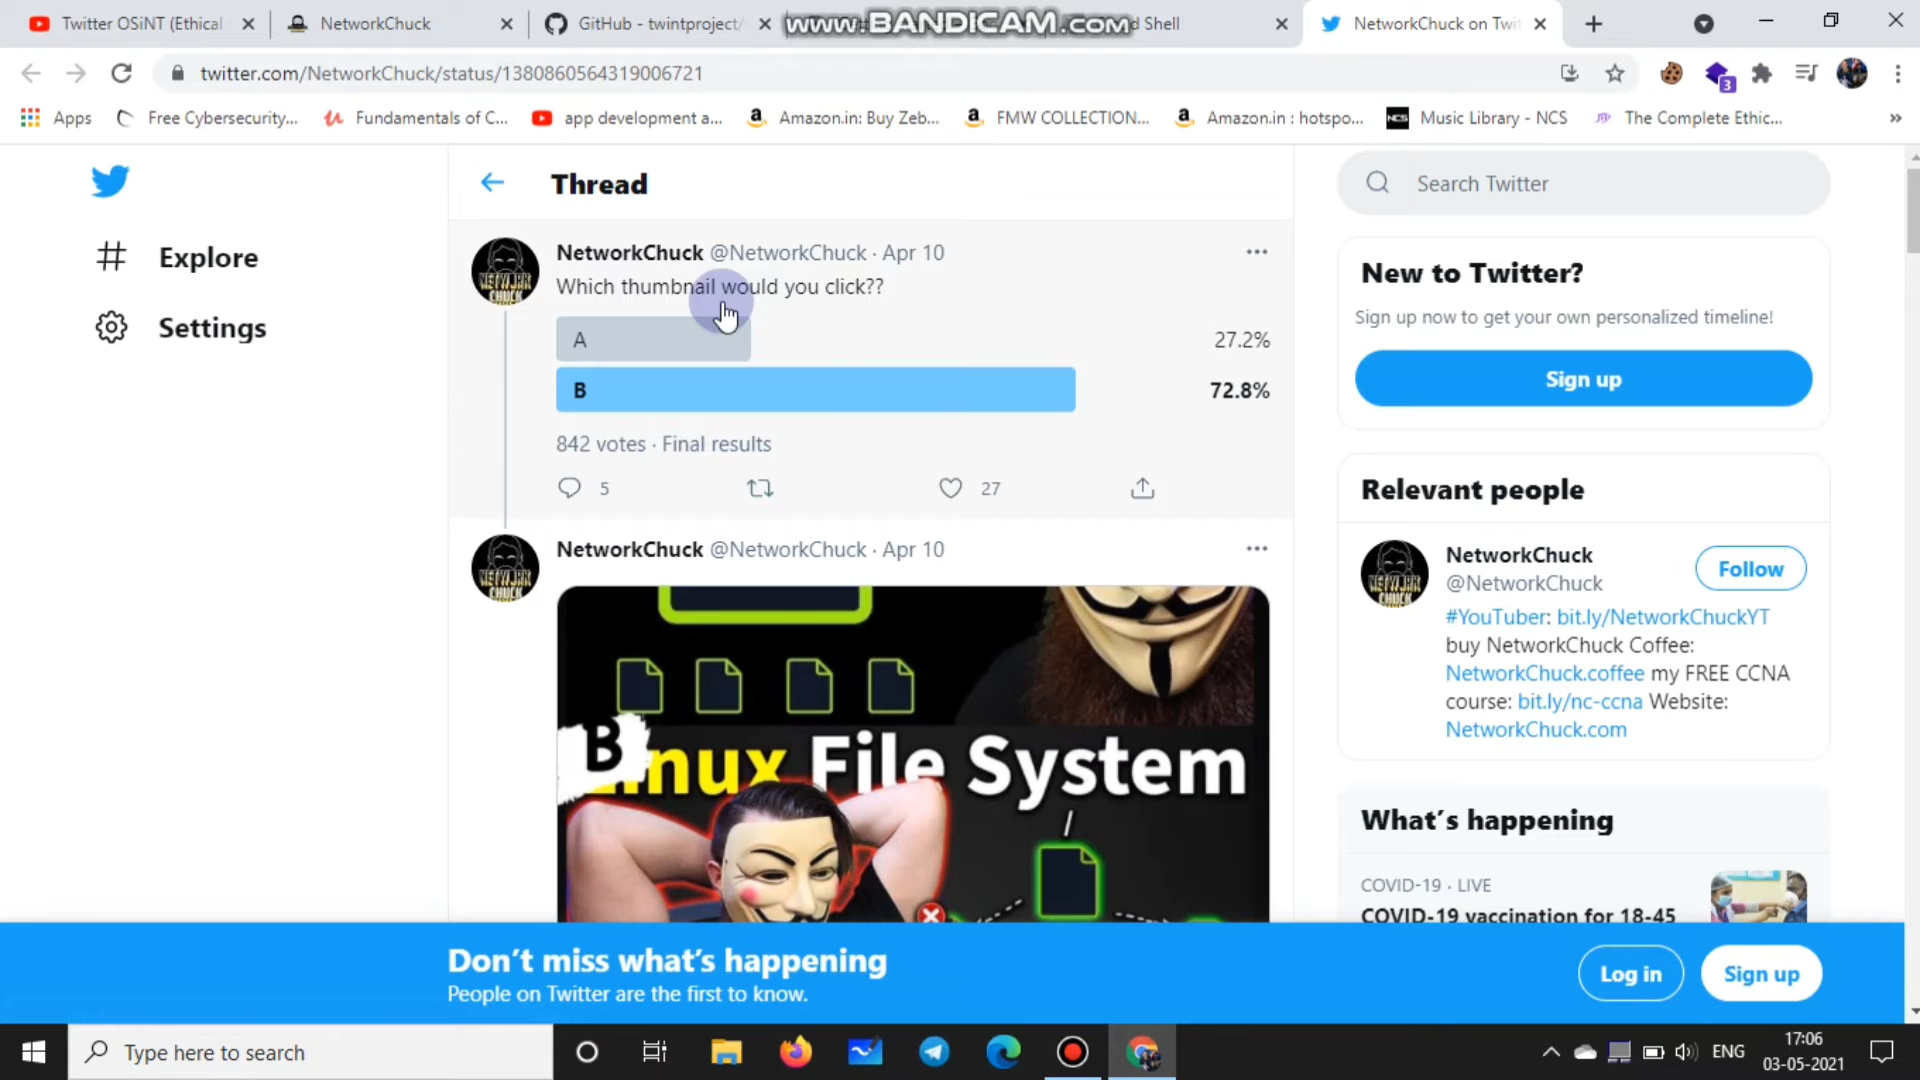 Twitter OSiNT (Ethical
NetworkChuck
GitHub - twintproject/
www.BANDICAM.com
d Shell
NetworkChuck on Twi
twitter.com/NetworkChuck/status/1380860564319006721
3
Apps
Free Cybersecurity...
Fundamentals of C...
app development a...
Amazon.in: Buy Zeb...
FMW COLLECTION...
Amazon.in : hotspo...
NCS
Music Library - NCS
The Complete Ethic...
»
Explore
Settings
Thread
NetworkChuck @NetworkChuck · Apr 10
Which thumbnail would you click??
A 27.2%
B 72.8%
842 votes · Final results
5
27
NetworkChuck @NetworkChuck · Apr 10
B
inux File System
Search Twitter
New to Twitter?
Sign up now to get your own personalized timeline!
Sign up
Relevant people
NetworkChuck
@NetworkChuck
Follow
#YouTuber: bit.ly/NetworkChuckYT
buy NetworkChuck Coffee:
NetworkChuck.coffee my FREE CCNA
course: bit.ly/nc-ccna Website:
NetworkChuck.com
What's happening
COVID-19 · LIVE
COVID-19 vaccination for 18-45
Don't miss what's happening
People on Twitter are the first to know.
Log in
Sign up
Type here to search
ENG
17:06
03-05-2021